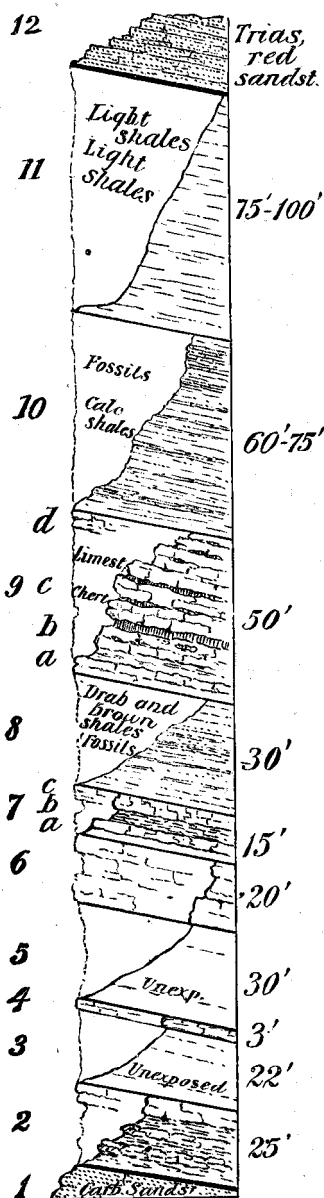 12
Trias,
red
sandst.
Light
shales
Light
shales
11
75'-100'
Fossils
10
Calc
shales
60'-75'
d
Limest.
9 c
Chert
b
50'
a
Drab and
brown
shales
Fossils
8
30'
c
7 b
a
15'
6
20'
5
Unexp.
30'
4
3'
3
Unexposed
22'
2
25'
1
Carb. Sandst.